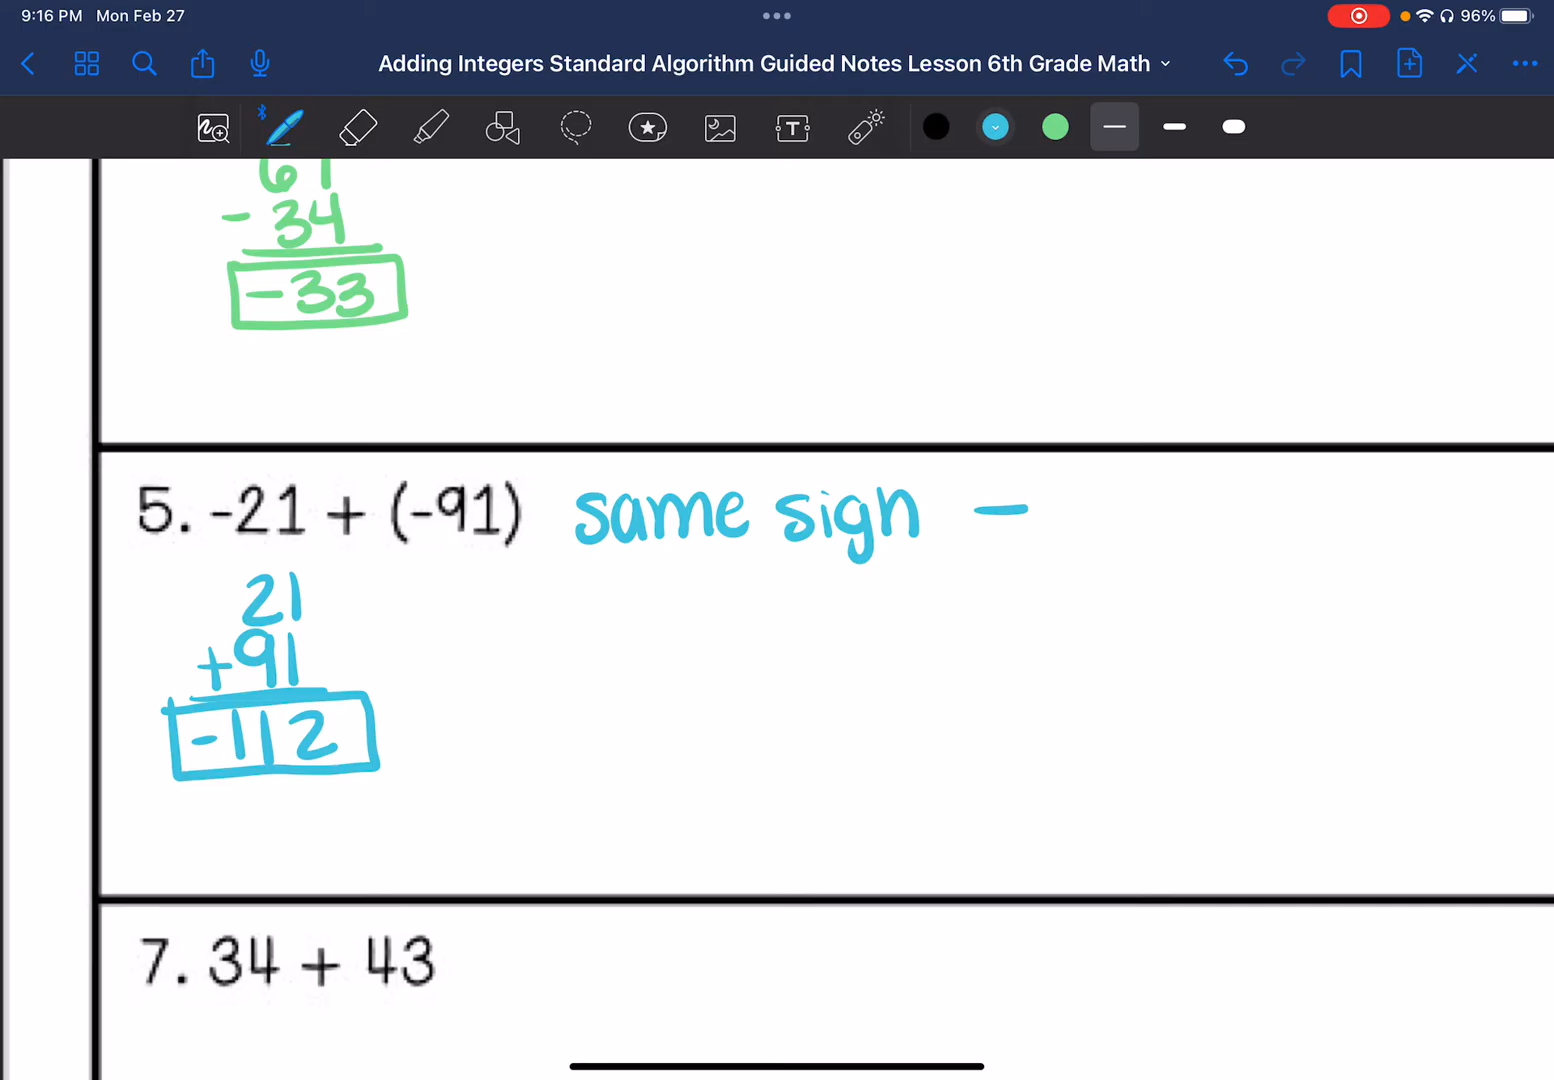 9:16 PM Mon Feb 27
96%
Adding Integers Standard Algorithm Guided Notes Lesson 6th Grade Math
T
61
- 34
-33
5. -21 + (-91) same sign -
21
+91
-112
7. 34 + 43